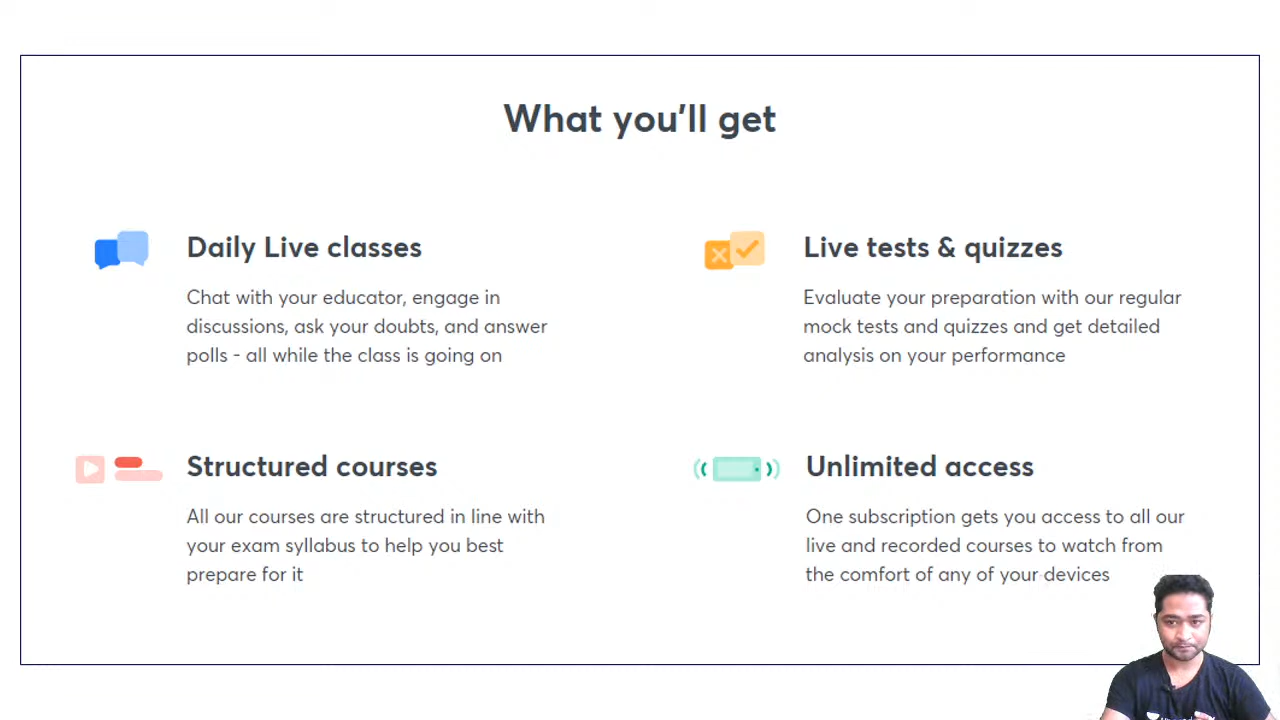 What you'll get
Daily Live classes
Chat with your educator, engage in
discussions, ask your doubts, and answer
polls - all while the class is going on
Live tests & quizzes
Evaluate your preparation with our regular
mock tests and quizzes and get detailed
analysis on your performance
Structured courses
All our courses are structured in line with
your exam syllabus to help you best
prepare for it
Unlimited access
One subscription gets you access to all our
live and recorded courses to watch from
the comfort of any of your devices